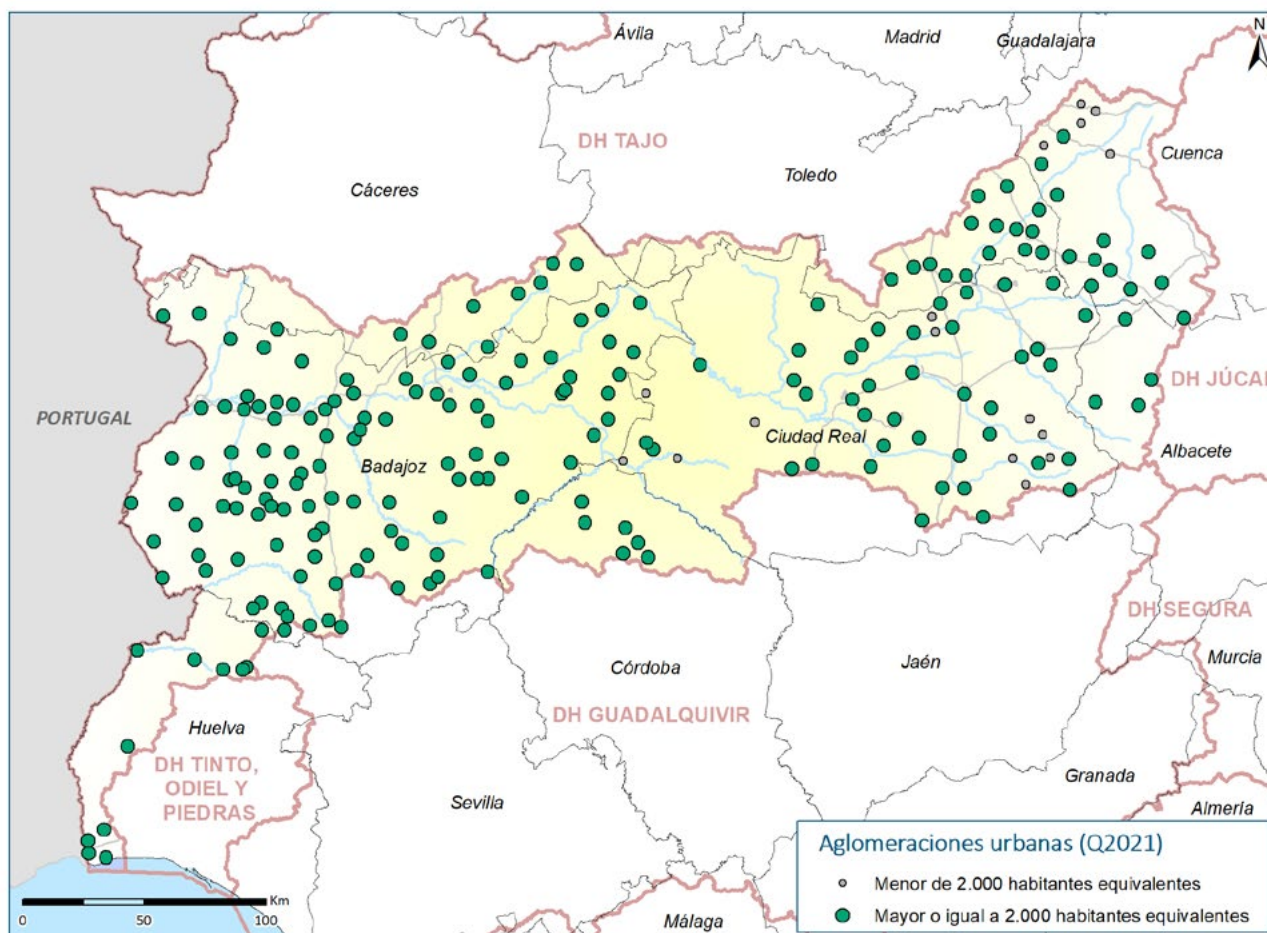 Ávila
Madrid
Guadalajara
N
DH TAJO
Cuenca
Cáceres
Toledo
DH JÚCAR
PORTUGAL
Ciudad Real
Albacete
Badajoz
DH SEGURA
Murcia
Córdoba
Jaén
Huelva
DH GUADALQUIVIR
DH TINTO,
ODIEL Y
PIEDRAS
Sevilla
Granada
Almería
Málaga
Aglomeraciones urbanas (Q2021)
Menor de 2.000 habitantes equivalentes
Mayor o igual a 2.000 habitantes equivalentes
Km
0 50 100